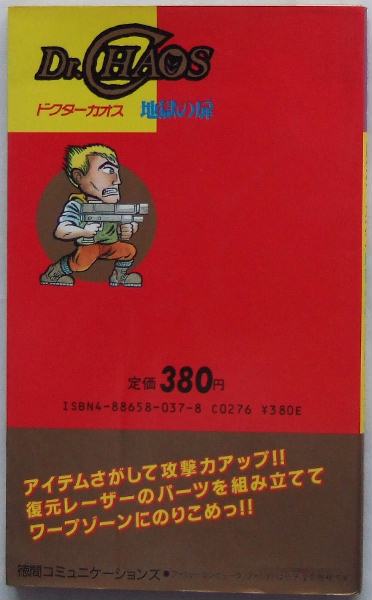 Dr. CHAOS
ドクターカオス 地獄の扉
定価380円
ISBN4-88658-037-8 C0276 ¥380E
アイテムさがして攻撃力アップ!!
復元レーザーのパーツを組み立てて
ワープゾーンにのりこめっ!!
徳間コミュニケーションズ●